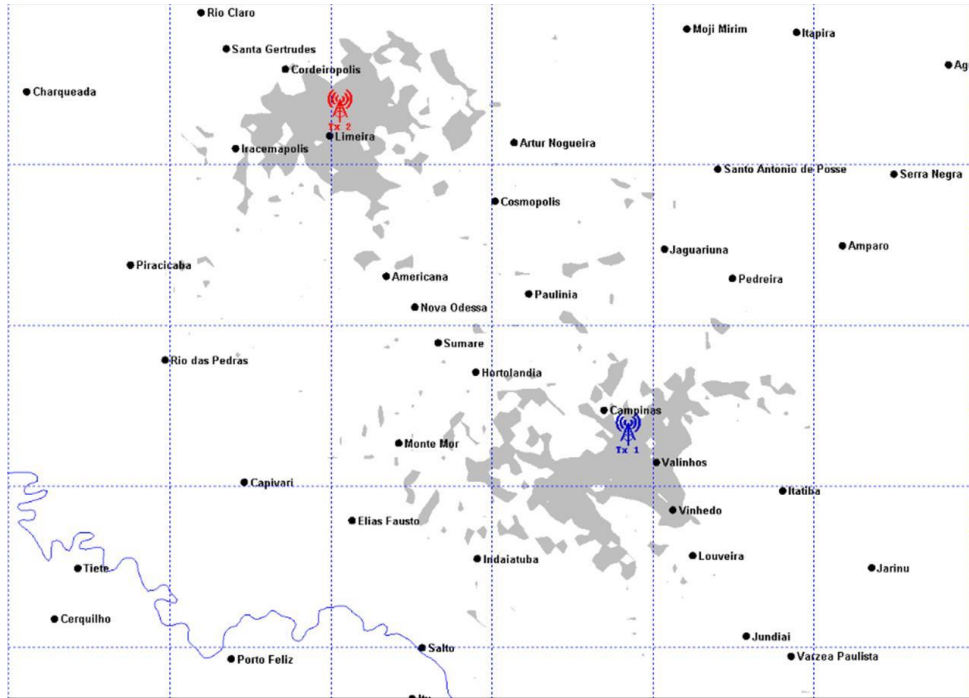 Rio Claro
Moji Mirim
Itapira
Santa Gertrudes
Cordeiropolis
Charqueada
Tx 2
Limeira
Iracemapolis
Artur Nogueira
Santo Antonio de Posse
Serra Negra
Cosmopolis
Jaguariuna
Amparo
Piracicaba
Americana
Pedreira
Paulinia
Nova Odessa
Sumare
Rio das Pedras
Hortolandia
Campinas
Monte Mor
Tx 1
Valinhos
Capivari
Itatiba
Vinhedo
Elias Fausto
Indaiatuba
Louveira
Tiete
Jarinu
Cerquilho
Jundiai
Salto
Porto Feliz
Varzea Paulista